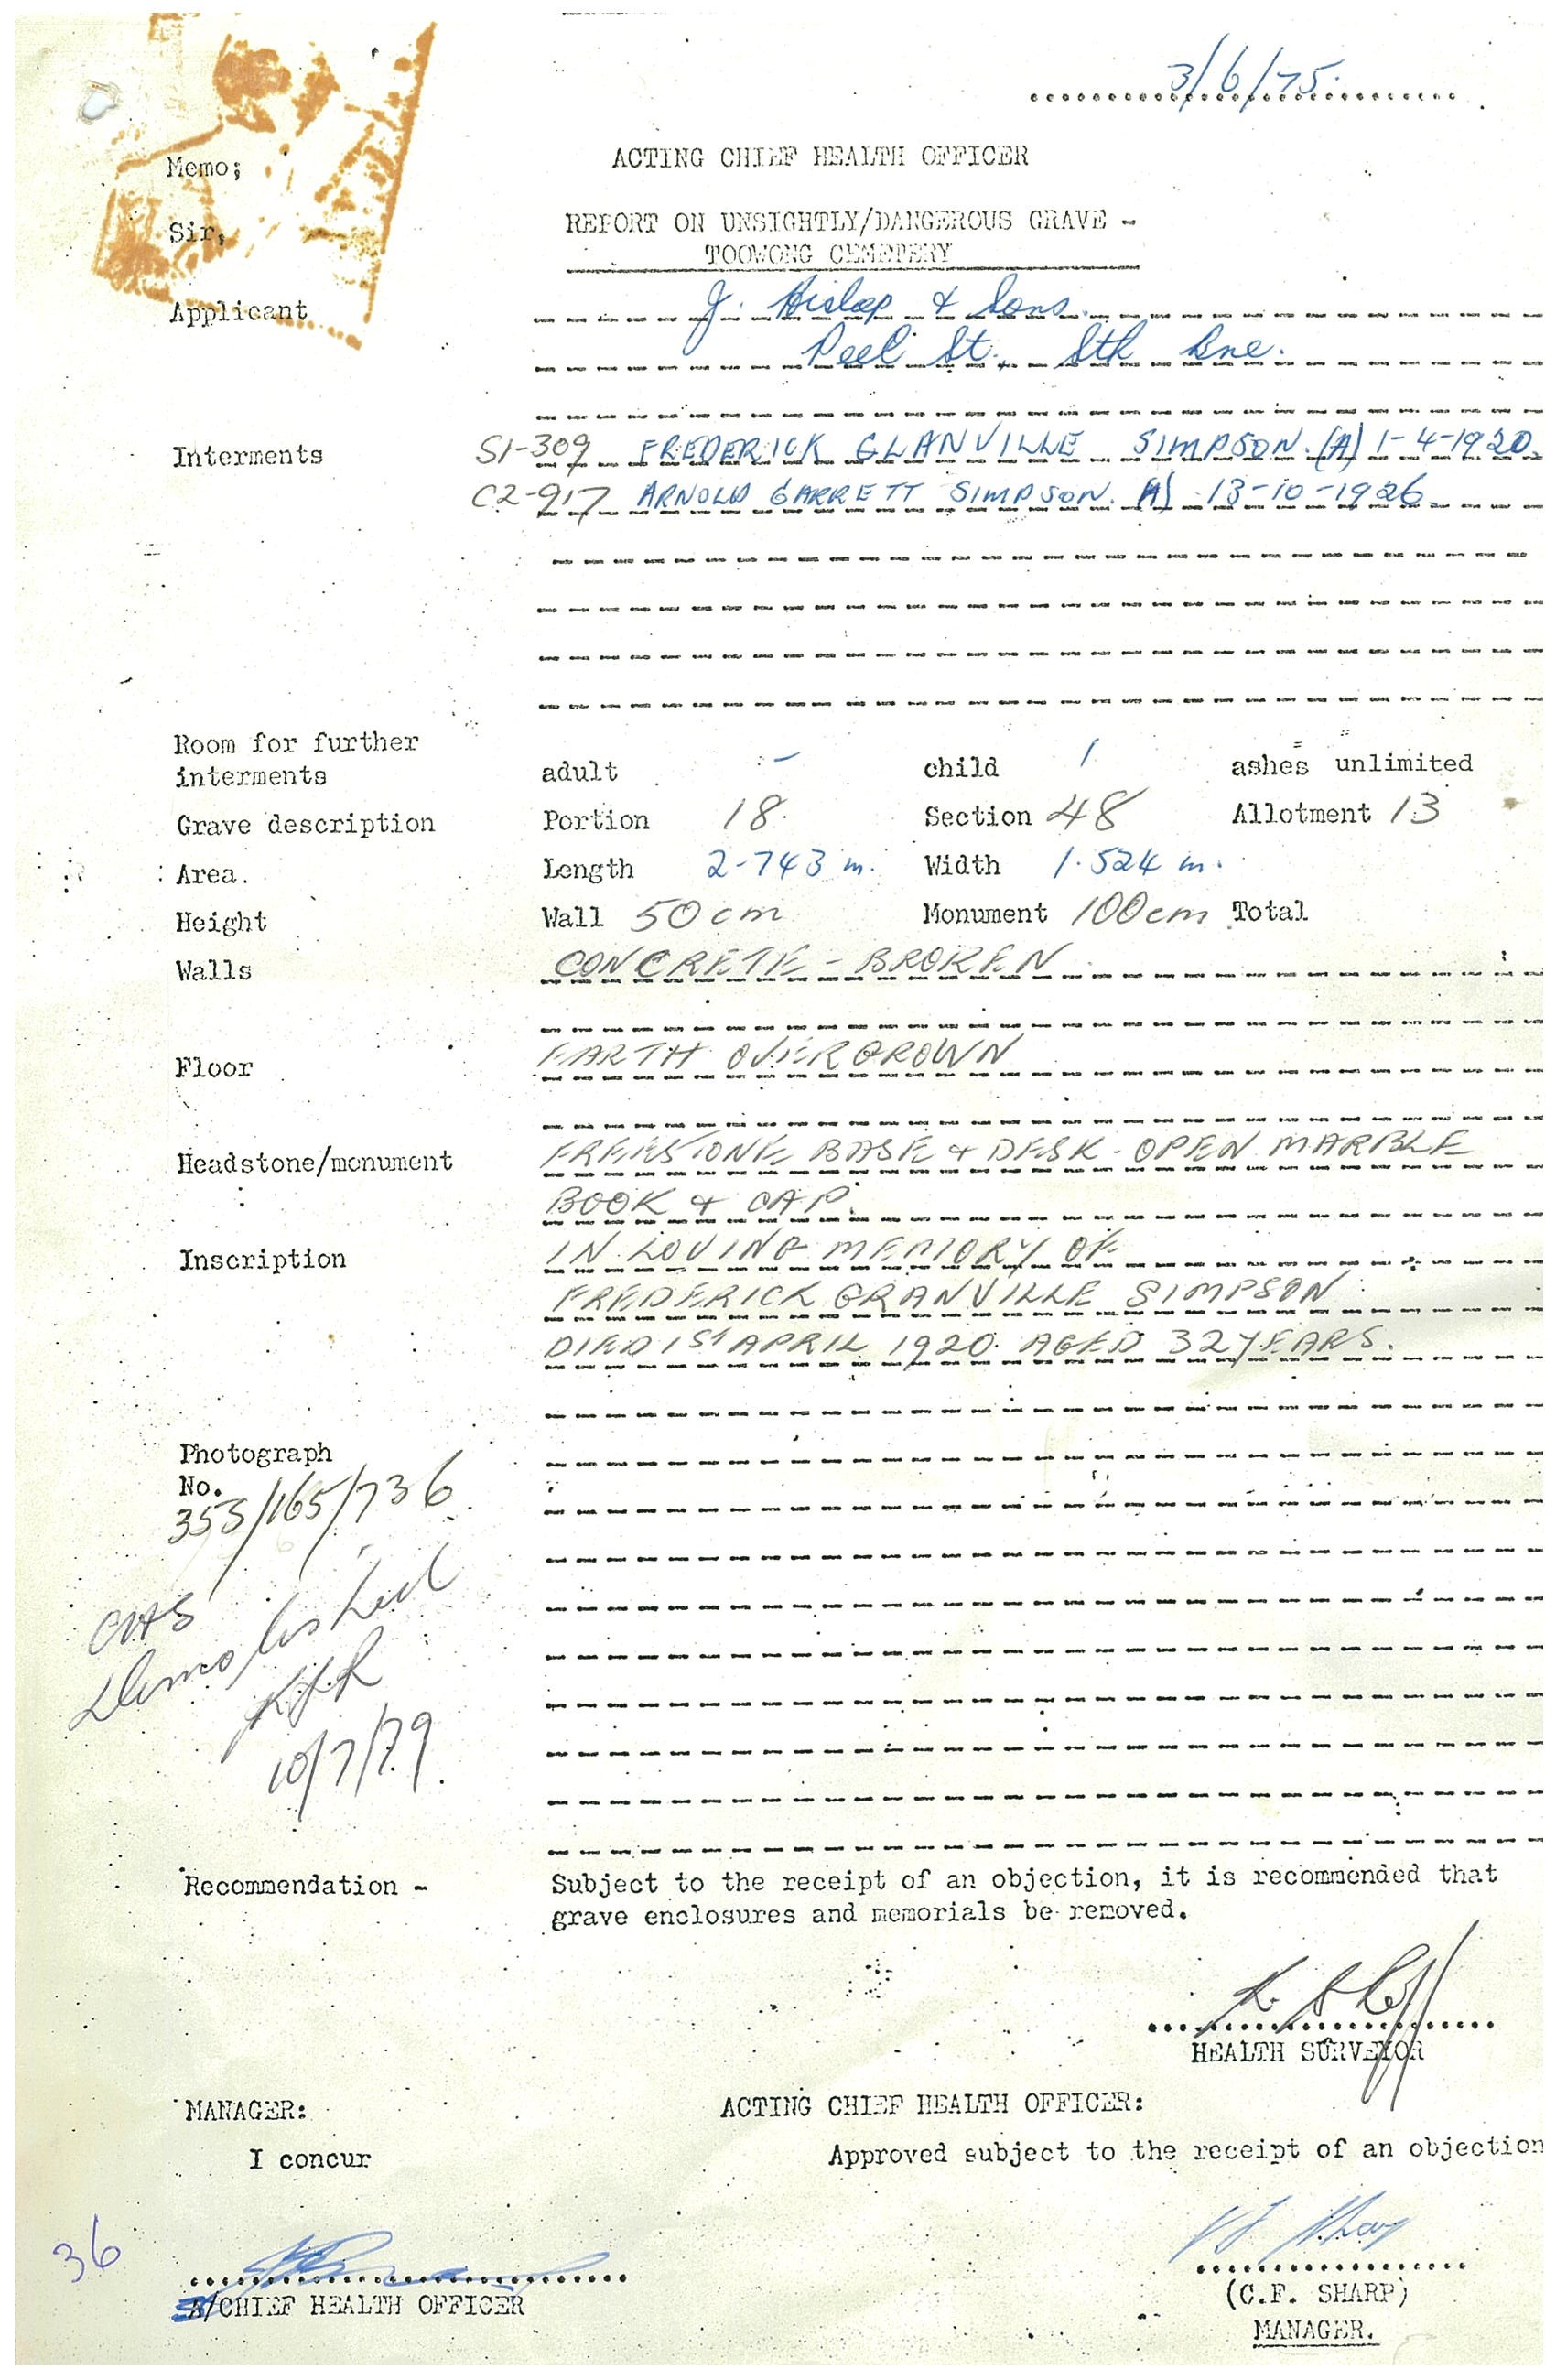 3/6/75.
ACTING CHIEF HEALTH OFFICER
Memo;
REPORT ON UNSIGHTLY/DANGEROUS GRAVE -
Sir,
TOOWONG CEMETERY
Applicant J. Hislop & Sons.
Peel St. Sth Bne.
Interments S1-309 FREDERICK GLANVILLE SIMPSON. (A) 1-4-1920.
C2-917 ARNOLD GARRETT SIMPSON. A) 13-10-1926
Room for further
interments adult - child 1 ashes unlimited
Grave description Portion 18. Section 48 Allotment 13
Area. Length 2-743 m. Width 1.524 m.
Height Wall 50cm Monument 100cm Total
Walls CONCRETE - BROKEN
Floor EARTH OVERGROWN
Headstone/monument FREESTONE BASE & DESK - OPEN MARBLE
BOOK & CAP.
Inscription IN LOVING MEMORY OF
FREDERICK GRANVILLE SIMPSON
DIED 1ST APRIL 1920. AGED 32 YEARS.
Photograph
No.
353/165/736
Demolished
10/7/79.
Recommendation - Subject to the receipt of an objection, it is recommended that
grave enclosures and memorials be removed.
HEALTH SURVEYOR
MANAGER: ACTING CHIEF HEALTH OFFICER:
I concur Approved subject to the receipt of an objection
36
A/CHIEF HEALTH OFFICER
(C.F. SHARP)
MANAGER.